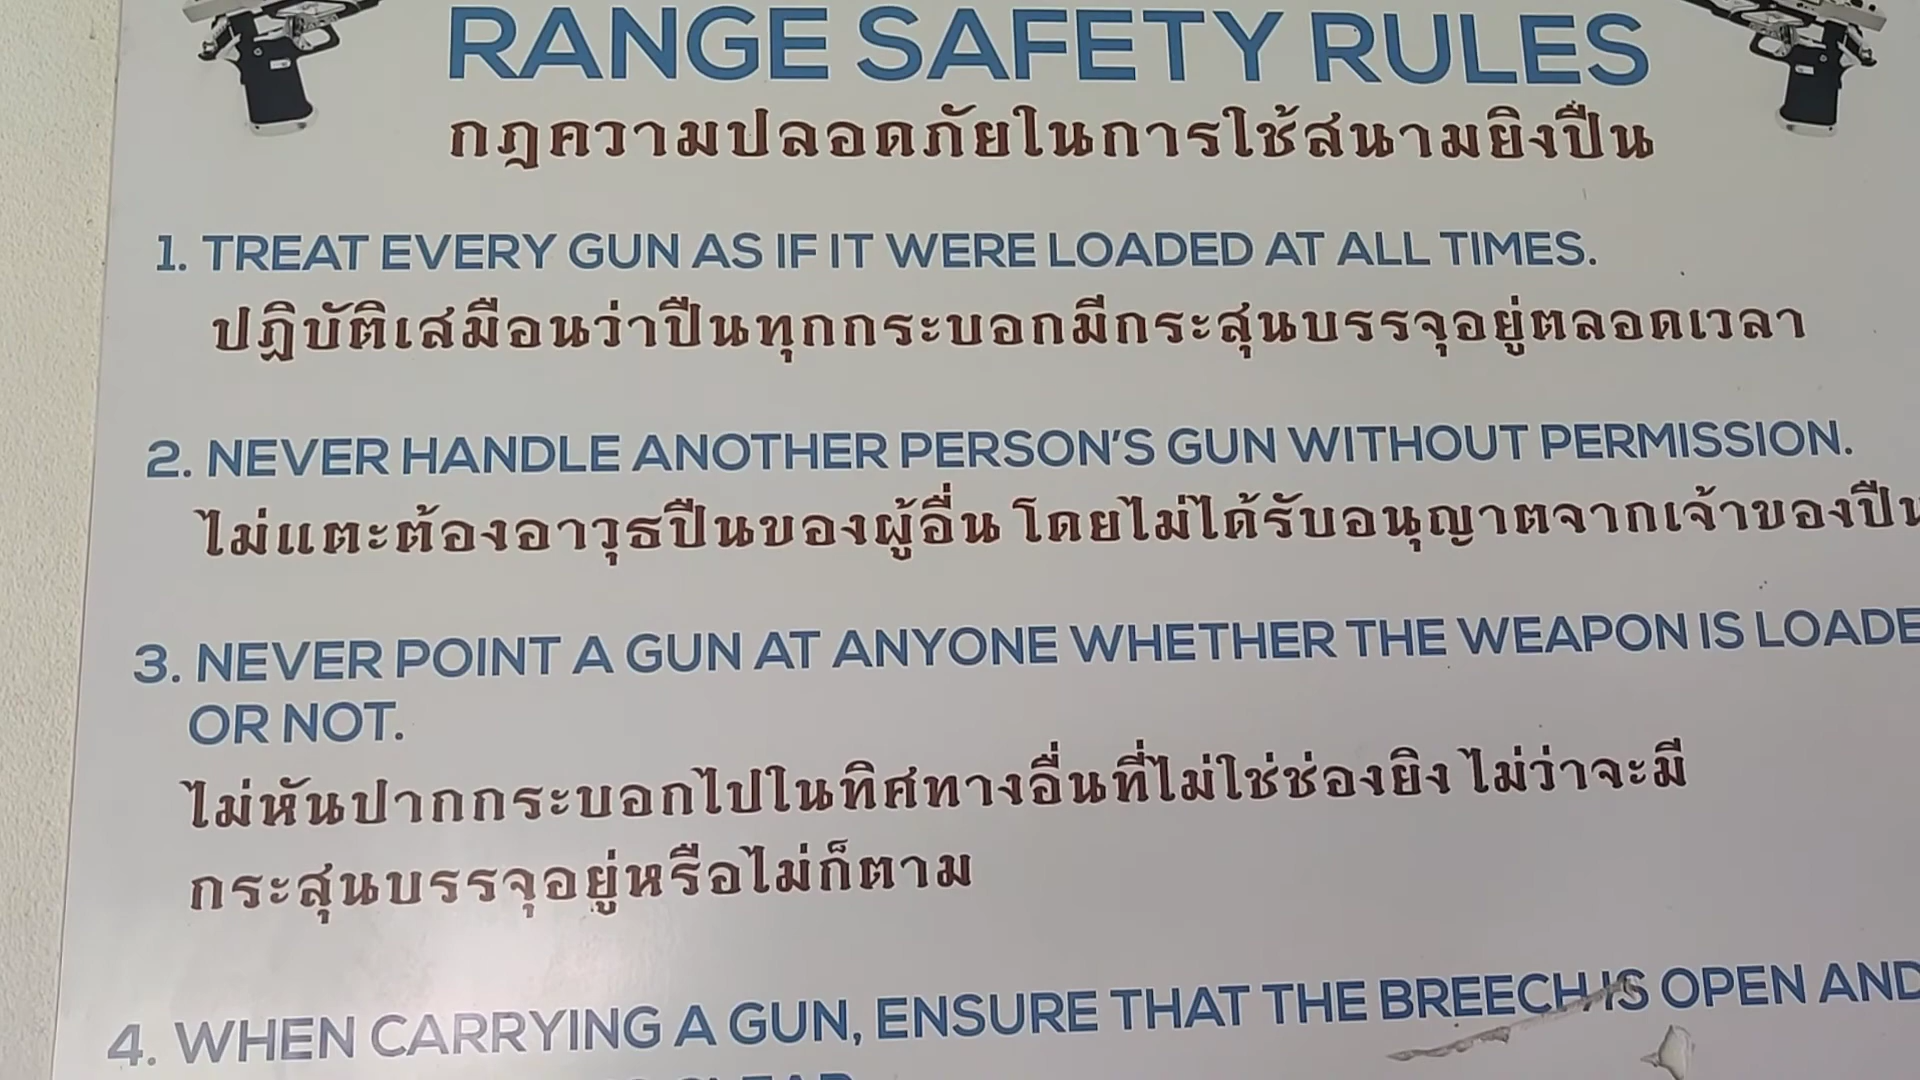 RANGE SAFETY RULES
กฎความปลอดภัยในการใช้สนามยิงปืน
1. TREAT EVERY GUN AS IF IT WERE LOADED AT ALL TIMES.
ปฏิบัติเสมือนว่าปืนทุกกระบอกมีกระสุนบรรจุอยู่ตลอดเวลา
2. NEVER HANDLE ANOTHER PERSON'S GUN WITHOUT PERMISSION.
ไม่แตะต้องอาวุธปืนของผู้อื่น โดยไม่ได้รับอนุญาตจากเจ้าของปืน
3. NEVER POINT A GUN AT ANYONE WHETHER THE WEAPON IS LOADE
OR NOT.
ไม่หันปากกระบอกไปในทิศทางอื่นที่ไม่ใช่ช่องยิง ไม่ว่าจะมี
กระสุนบรรจุอยู่หรือไม่ก็ตาม
4. WHEN CARRYING A GUN, ENSURE THAT THE BREECH IS OPEN AND